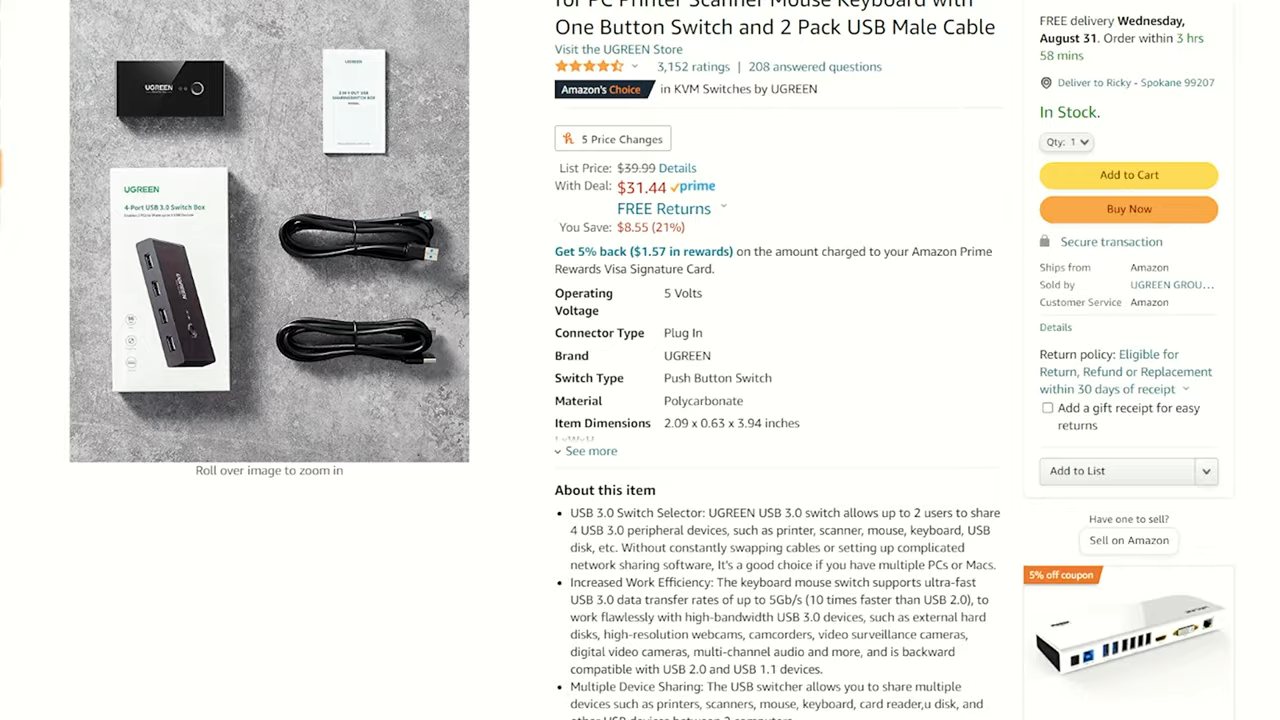 for PC Printer Scanner Mouse Keyboard with
One Button Switch and 2 Pack USB Male Cable
Visit the UGREEN Store
3,152 ratings | 208 answered questions
Amazon's Choice in KVM Switches by UGREEN
5 Price Changes
List Price: $39.99 Details
With Deal: $31.44 prime
FREE Returns
You Save: $8.55 (21%)
Get 5% back ($1.57 in rewards) on the amount charged to your Amazon Prime
Rewards Visa Signature Card.
Operating Voltage 5 Volts
Connector Type Plug In
Brand UGREEN
Switch Type Push Button Switch
Material Polycarbonate
Item Dimensions 2.09 x 0.63 x 3.94 inches
See more
About this item
• USB 3.0 Switch Selector: UGREEN USB 3.0 switch allows up to 2 users to share
4 USB 3.0 peripheral devices, such as printer, scanner, mouse, keyboard, USB
disk, etc. Without constantly swapping cables or setting up complicated
network sharing software, It's a good choice if you have multiple PCs or Macs.
• Increased Work Efficiency: The keyboard mouse switch supports ultra-fast
USB 3.0 data transfer rates of up to 5Gb/s (10 times faster than USB 2.0), to
work flawlessly with high-bandwidth USB 3.0 devices, such as external hard
disks, high-resolution webcams, camcorders, video surveillance cameras,
digital video cameras, multi-channel audio and more, and is backward
compatible with USB 2.0 and USB 1.1 devices.
• Multiple Device Sharing: The USB switcher allows you to share multiple
devices such as printers, scanners, mouse, keyboard, card reader,u disk, and
other USB devices between 2 computers.
UGREEN
UGREEN
UGREEN
4-Port USB 3.0 Switch Box
UGREEN
Roll over image to zoom in
FREE delivery Wednesday,
August 31. Order within 3 hrs
58 mins
Deliver to Ricky - Spokane 99207
In Stock.
Qty: 1
Add to Cart
Buy Now
Secure transaction
Ships from Amazon
Sold by UGREEN GROU…
Customer Service Amazon
Details
Return policy: Eligible for
Return, Refund or Replacement
within 30 days of receipt
Add a gift receipt for easy
returns
Add to List
Have one to sell?
Sell on Amazon
5% off coupon